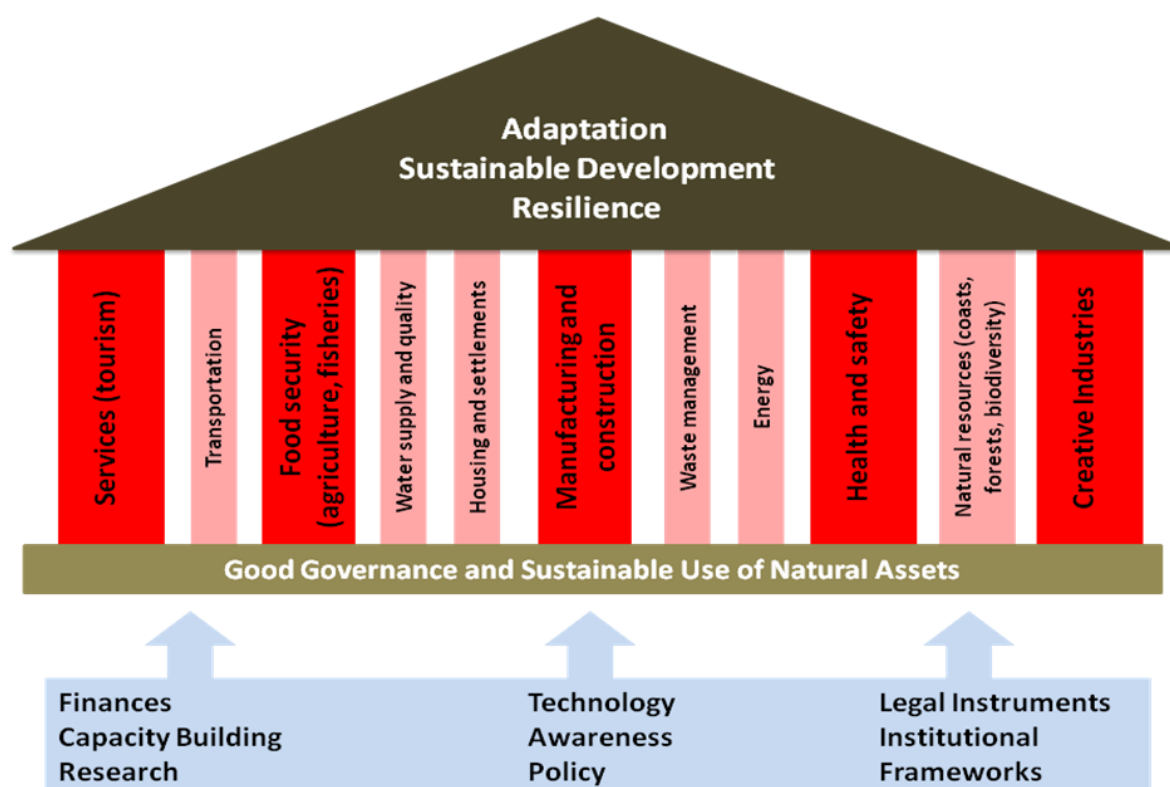 Adaptation
Sustainable Development
Resilience
Services (tourism)
Transportation
Food security
(agriculture, fisheries)
Water supply and quality
Housing and settlements
Manufacturing and
construction
Waste management
Energy
Health and safety
Natural resources (coasts,
forests, biodiversity)
Creative Industries
Good Governance and Sustainable Use of Natural Assets
Finances
Capacity Building
Research
Technology
Awareness
Policy
Legal Instruments
Institutional
Frameworks